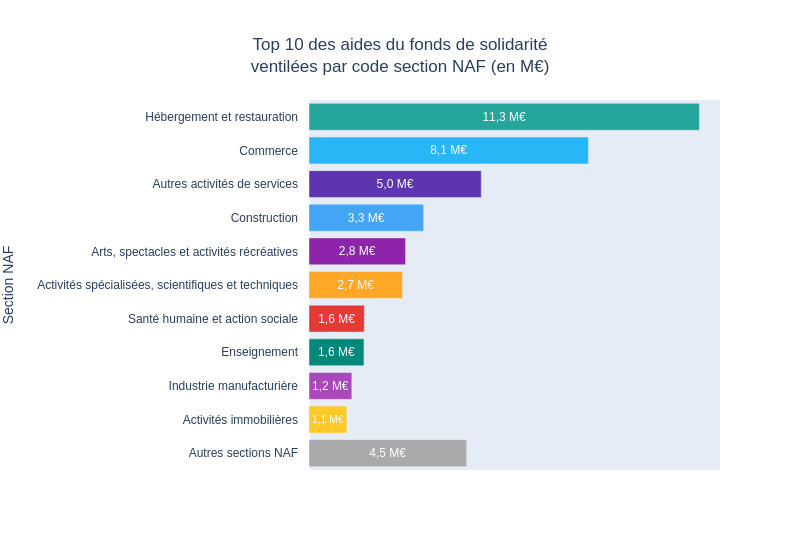 Top 10 des aides du fonds de solidarité
ventilées par code section NAF (en M€)
Section NAF
Hébergement et restauration 11,3 M€
Commerce 8,1 M€
Autres activités de services 5,0 M€
Construction 3,3 M€
Arts, spectacles et activités récréatives 2,8 M€
Activités spécialisées, scientifiques et techniques 2,7 M€
Santé humaine et action sociale 1,6 M€
Enseignement 1,6 M€
Industrie manufacturière 1,2 M€
Activités immobilières 1,1 M€
Autres sections NAF 4,5 M€